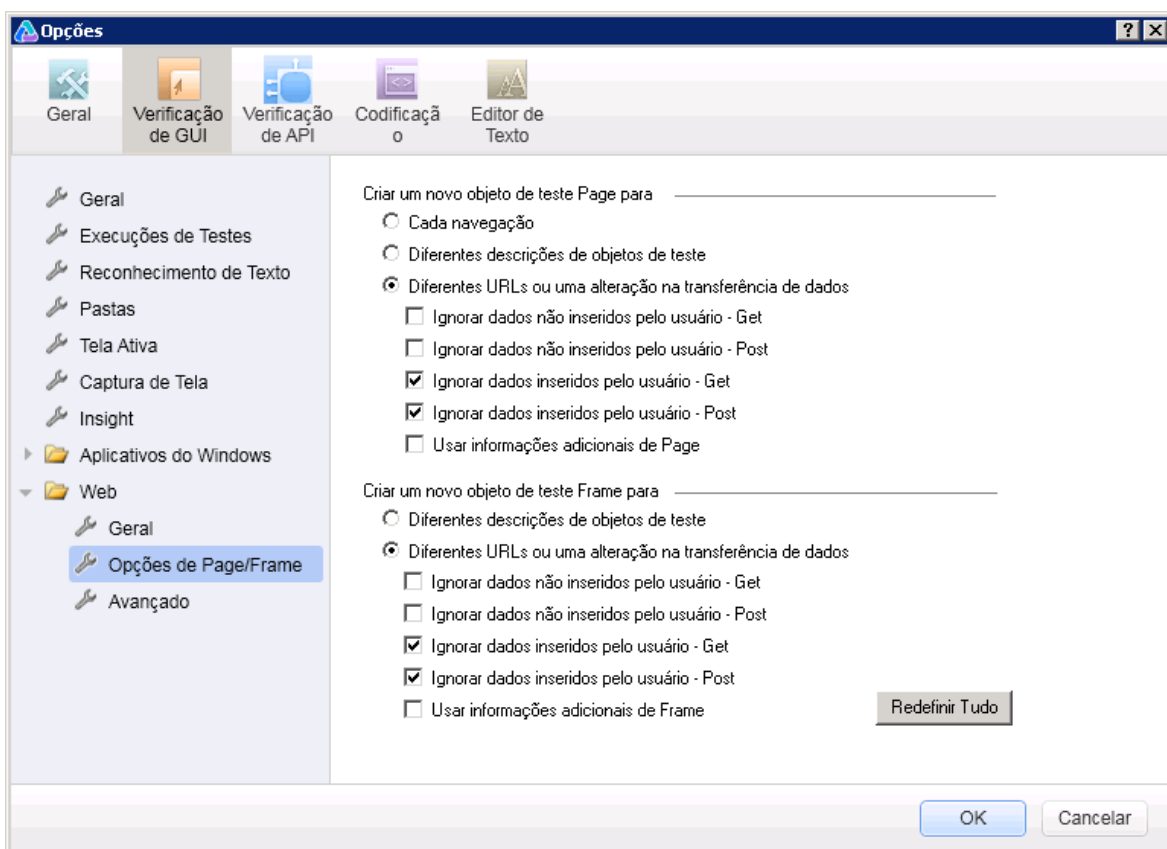 Opções
Geral
Verificação
de GUI
Verificação
de API
Codificaçã
o
Editor de
Texto
Geral
Execuções de Testes
Reconhecimento de Texto
Pastas
Tela Ativa
Captura de Tela
Insight
Aplicativos do Windows
Web
Geral
Opções de Page/Frame
Avançado
Criar um novo objeto de teste Page para
Cada navegação
Diferentes descrições de objetos de teste
Diferentes URLs ou uma alteração na transferência de dados
Ignorar dados não inseridos pelo usuário - Get
Ignorar dados não inseridos pelo usuário - Post
Ignorar dados inseridos pelo usuário - Get
Ignorar dados inseridos pelo usuário - Post
Usar informações adicionais de Page
Criar um novo objeto de teste Frame para
Diferentes descrições de objetos de teste
Diferentes URLs ou uma alteração na transferência de dados
Ignorar dados não inseridos pelo usuário - Get
Ignorar dados não inseridos pelo usuário - Post
Ignorar dados inseridos pelo usuário - Get
Ignorar dados inseridos pelo usuário - Post
Usar informações adicionais de Frame
Redefinir Tudo
OK
Cancelar